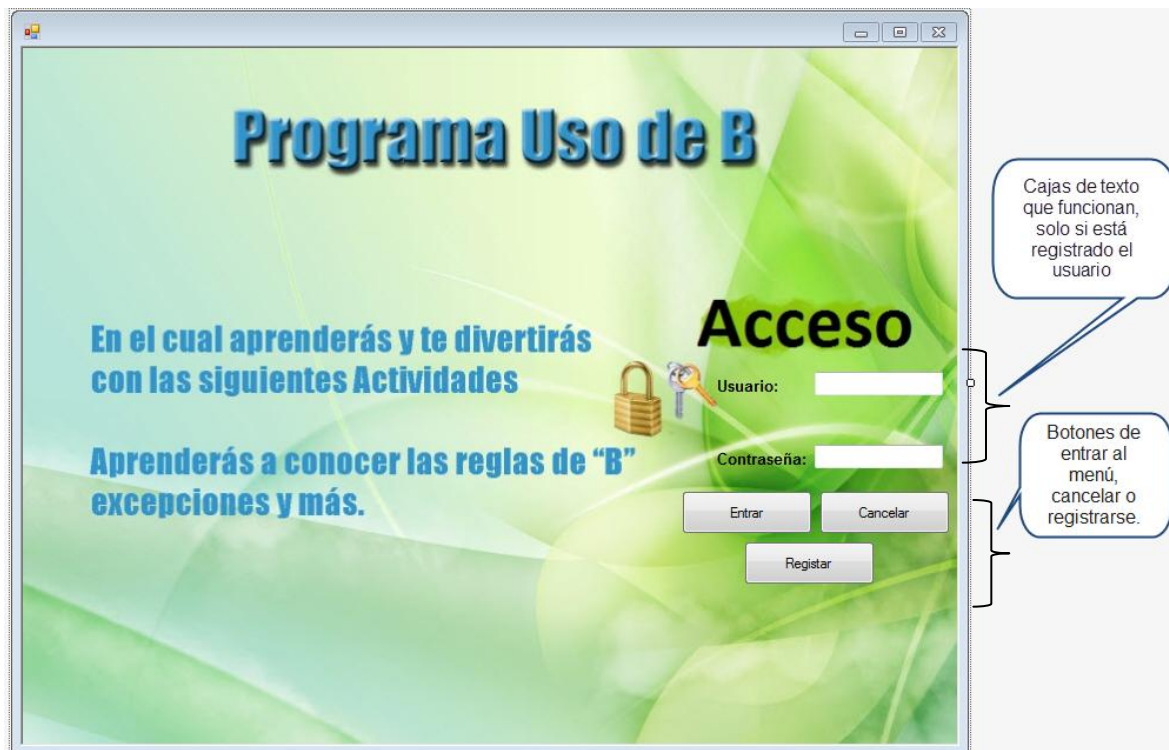 Programa Uso de B
En el cual aprenderás y te divertirás
con las siguientes Actividades
Aprenderás a conocer las reglas de “B”
excepciones y más.
Acceso
Usuario:
Contraseña:
Entrar
Cancelar
Registar
Cajas de texto
que funcionan,
solo si está
registrado el
usuario
Botones de
entrar al
menú,
cancelar o
registrarse.